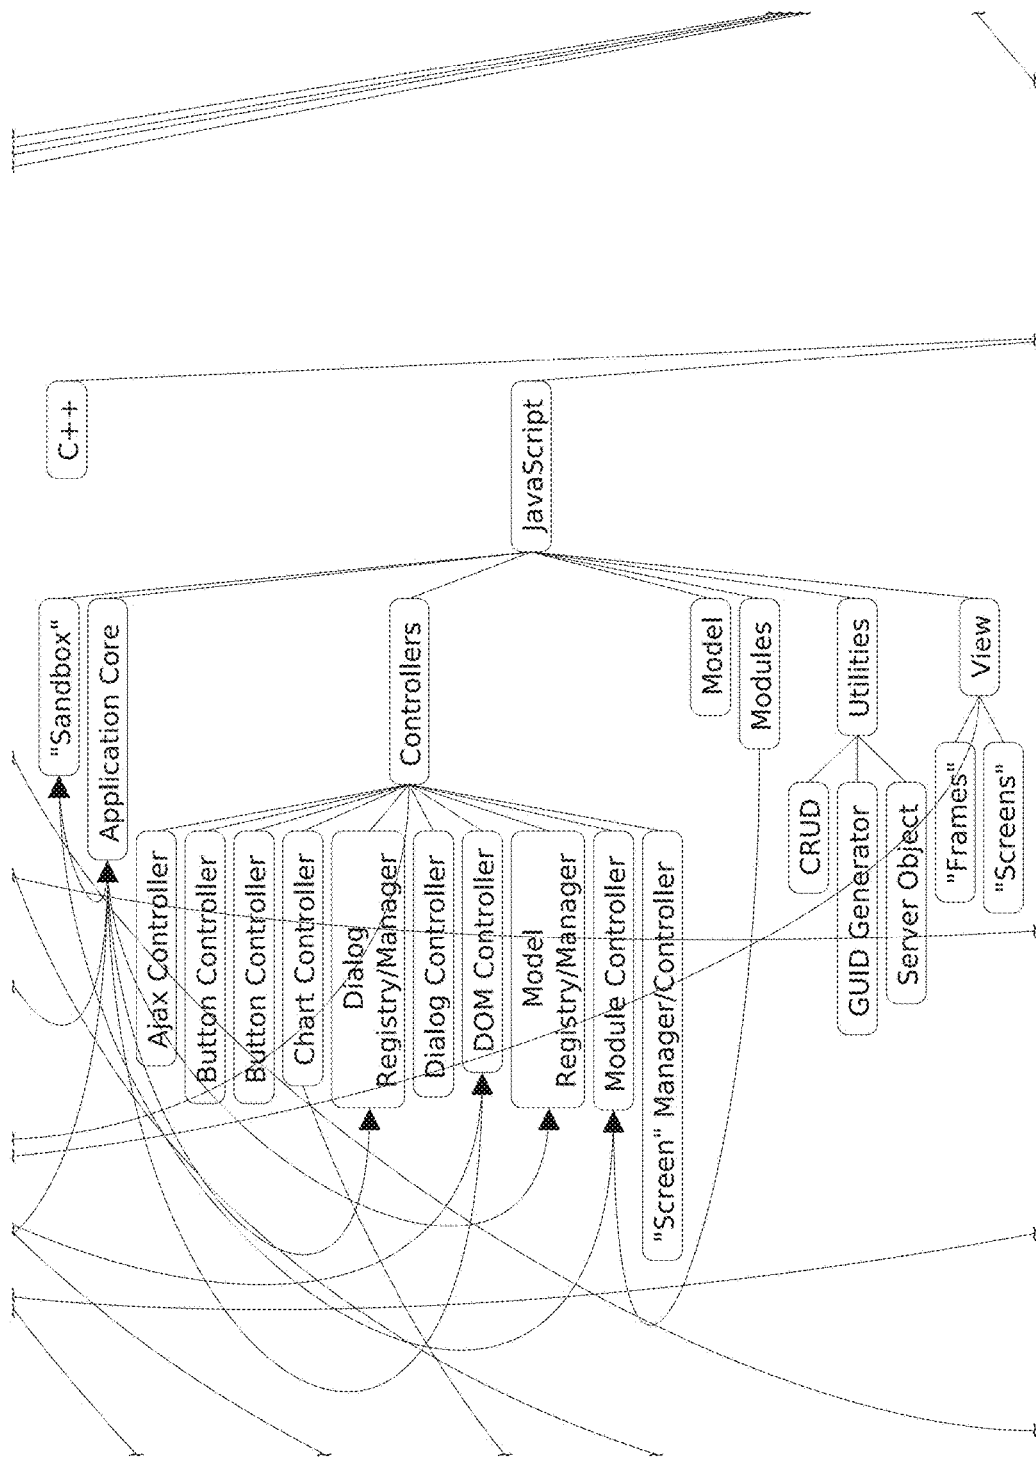 C++
JavaScript
"Sandbox"
Application Core
Controllers
Ajax Controller
Button Controller
Button Controller
Chart Controller
Dialog
Registry/Manager
Dialog Controller
DOM Controller
Model
Registry/Manager
Module Controller
"Screen" Manager/Controller
Model
Modules
Utilities
CRUD
GUID Generator
Server Object
View
"Frames"
"Screens"